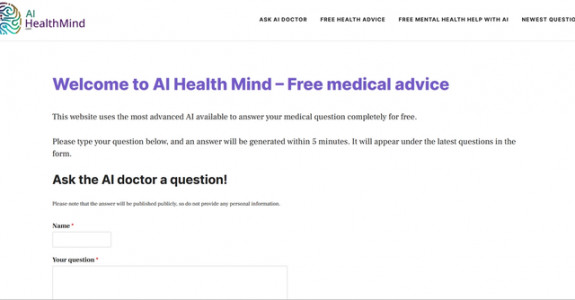 AI
HealthMind
ASK AI DOCTOR FREE HEALTH ADVICE FREE MENTAL HEALTH HELP WITH AI NEWEST QUESTIO
Welcome to AI Health Mind – Free medical advice
This website uses the most advanced AI available to answer your medical question completely for free.
Please type your question below, and an answer will be generated within 5 minutes. It will appear under the latest questions in the
form.
Ask the AI doctor a question!
Please note that the answer will be published publicly, so do not provide any personal information.
Name *
Your question *